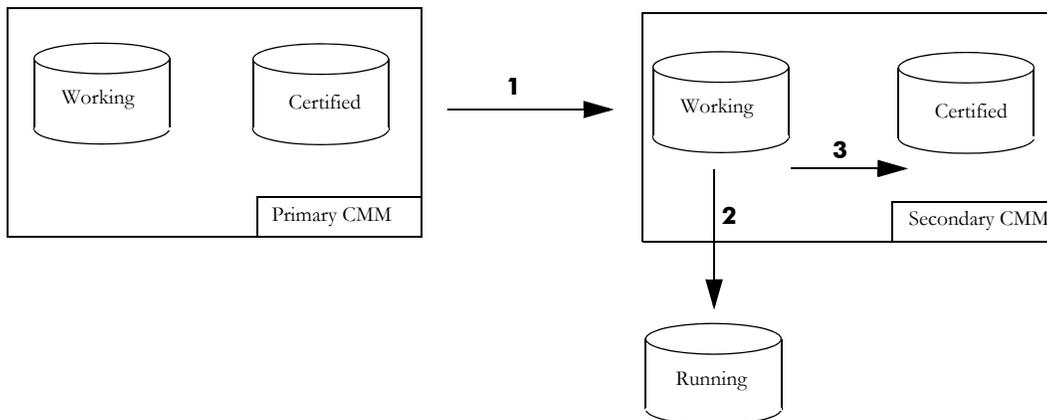 Working
Certified
Primary CMM
1
Working
Certified
3
2
Secondary CMM
Running